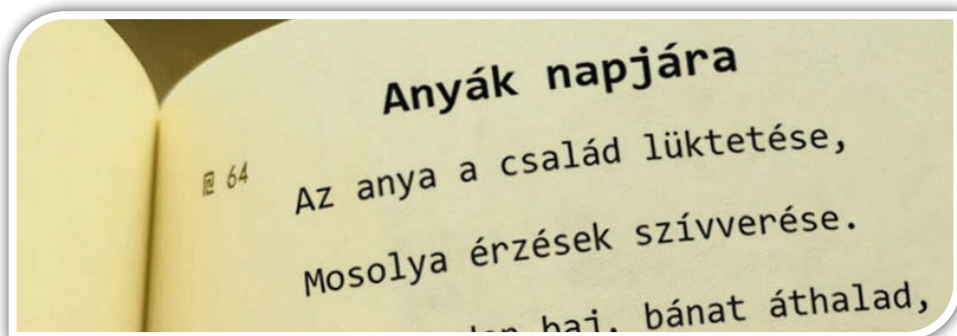 Anyák napjára
64
Az anya a család lüktetése,
Mosolya érzések szívverése.
baj, bánat áthalad,